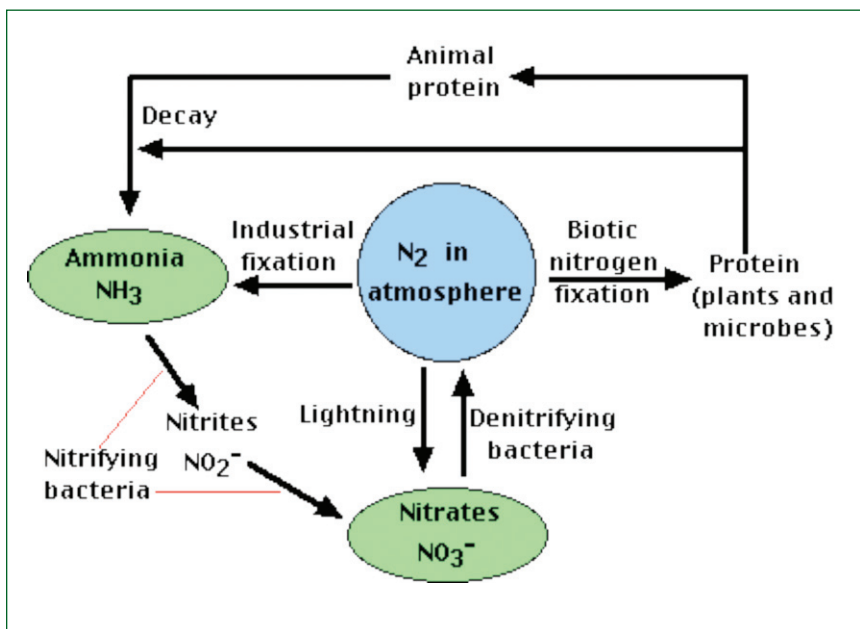 Animal
protein
Decay
Industrial
fixation
N₂ in
atmosphere
Biotic
nitrogen
fixation
Ammonia
NH₃
Protein
(plants and
microbes)
Lightning
Denitrifying
bacteria
Nitrites
NO₂⁻
Nitrifying
bacteria
Nitrates
NO₃⁻